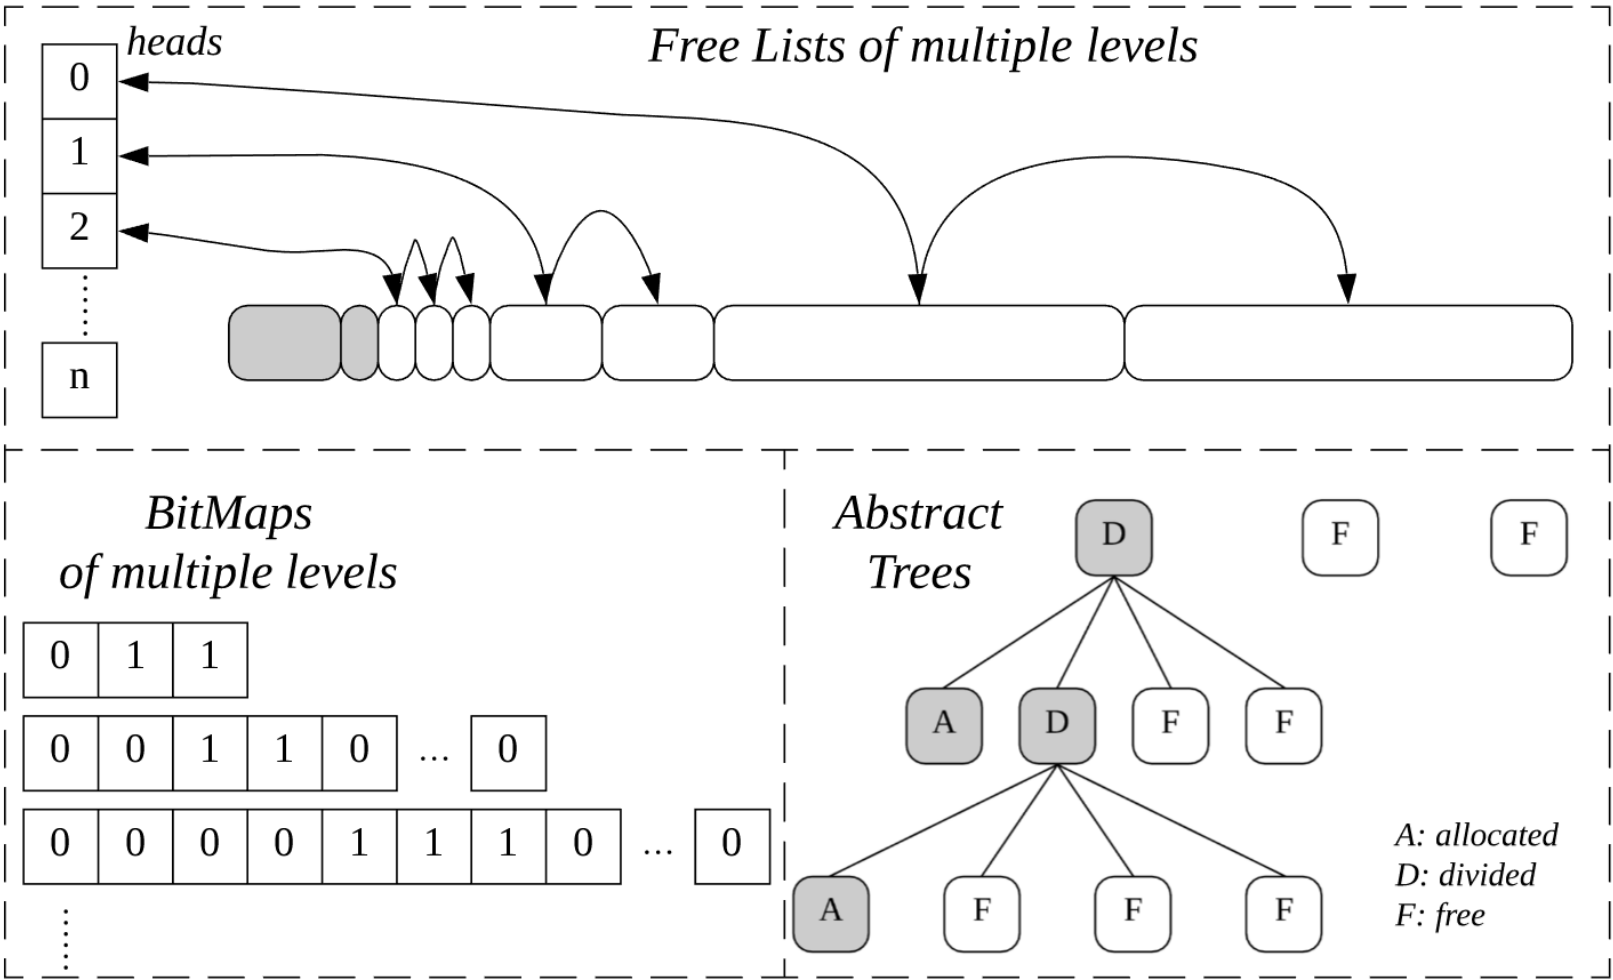 heads
Free Lists of multiple levels
0
1
2
n
BitMaps
of multiple levels
0 1 1
0 0 1 1 0 ... 0
0 0 0 0 1 1 1 0 ... 0
Abstract
Trees
D F F
A D F F
A F F F
A: allocated
D: divided
F: free